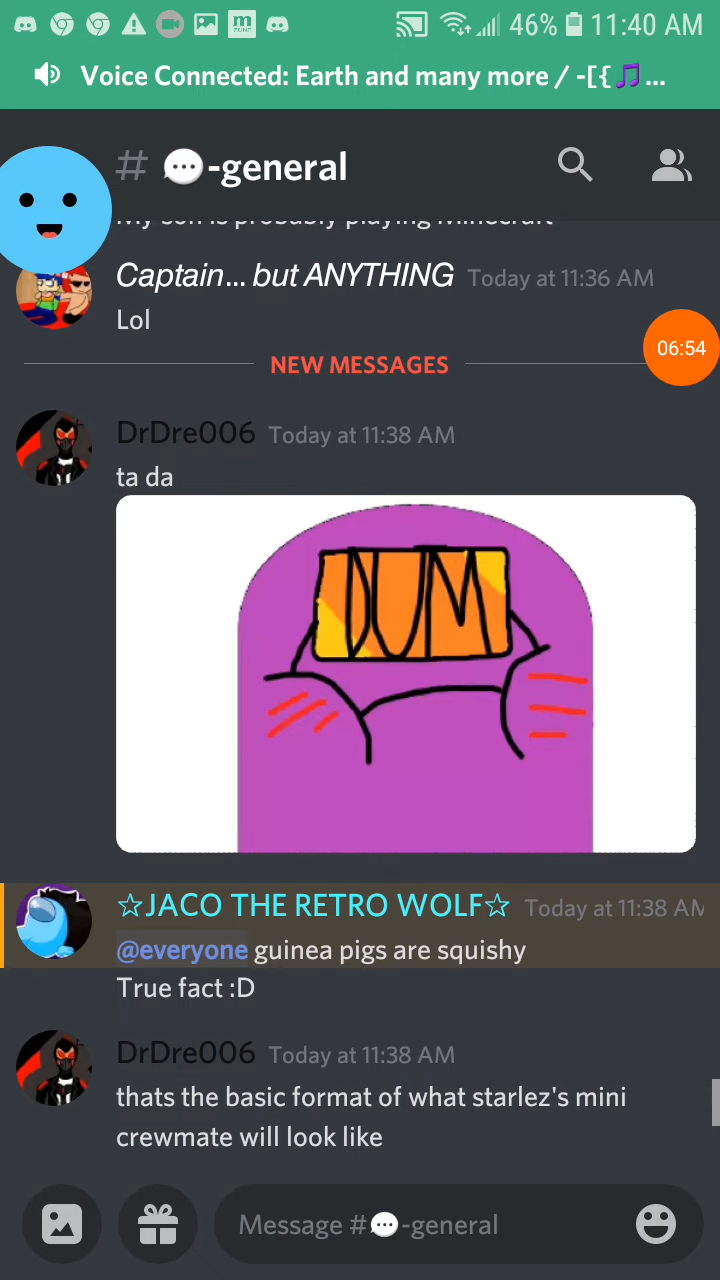 46% 11:40 AM
Voice Connected: Earth and many more / -[{🎵...
# 💬-general
My son is probably playing Minecraft
Captain... but ANYTHING Today at 11:36 AM
Lol
NEW MESSAGES
06:54
DrDre006 Today at 11:38 AM
ta da
DUM
☆JACO THE RETRO WOLF☆ Today at 11:38 AM
@everyone guinea pigs are squishy
True fact :D
DrDre006 Today at 11:38 AM
thats the basic format of what starlez's mini
crewmate will look like
Message #💬-general